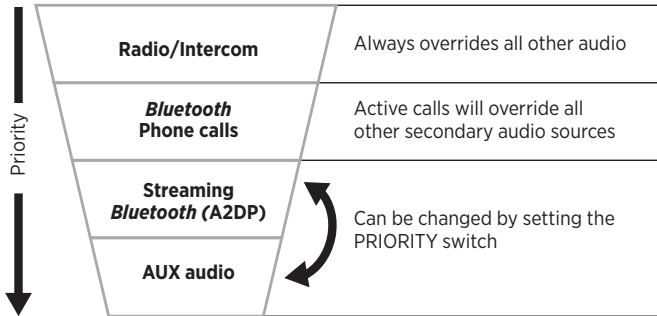 Priority
Radio/Intercom
Always overrides all other audio
Bluetooth
Phone calls
Active calls will override all
other secondary audio sources
Streaming
Bluetooth (A2DP)
Can be changed by setting the
PRIORITY switch
AUX audio